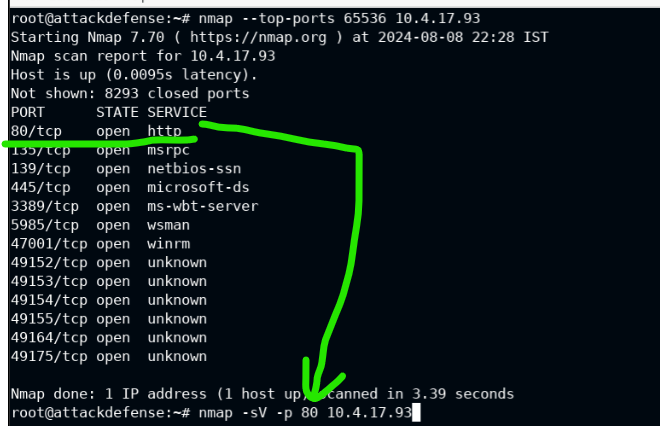 root@attackdefense:~# nmap --top-ports 65536 10.4.17.93
Starting Nmap 7.70 ( https://nmap.org ) at 2024-08-08 22:28 IST
Nmap scan report for 10.4.17.93
Host is up (0.0095s latency).
Not shown: 8293 closed ports
PORT      STATE SERVICE
80/tcp    open  http
135/tcp   open  msrpc
139/tcp   open  netbios-ssn
445/tcp   open  microsoft-ds
3389/tcp  open  ms-wbt-server
5985/tcp  open  wsman
47001/tcp open  winrm
49152/tcp open  unknown
49153/tcp open  unknown
49154/tcp open  unknown
49155/tcp open  unknown
49164/tcp open  unknown
49175/tcp open  unknown
Nmap done: 1 IP address (1 host up) scanned in 3.39 seconds
root@attackdefense:~# nmap -sV -p 80 10.4.17.93